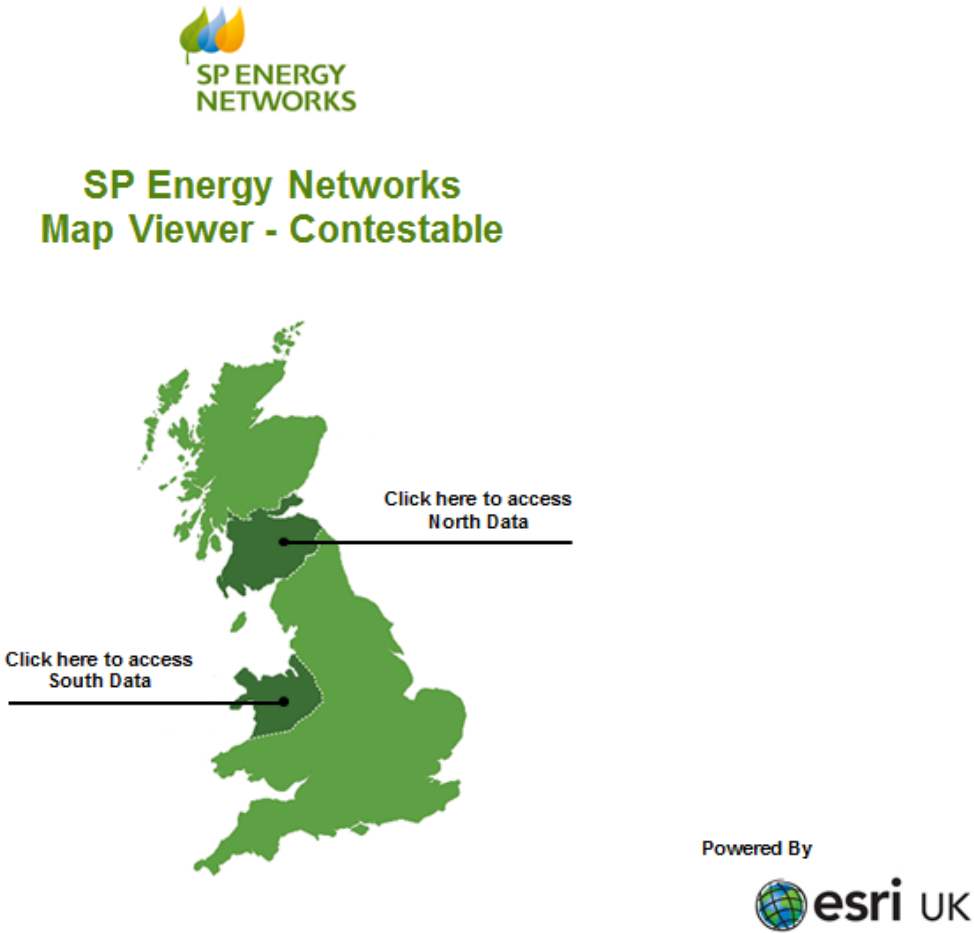 SP ENERGY
NETWORKS
SP Energy Networks
Map Viewer - Contestable
Click here to access
North Data
Click here to access
South Data
Powered By
esri UK